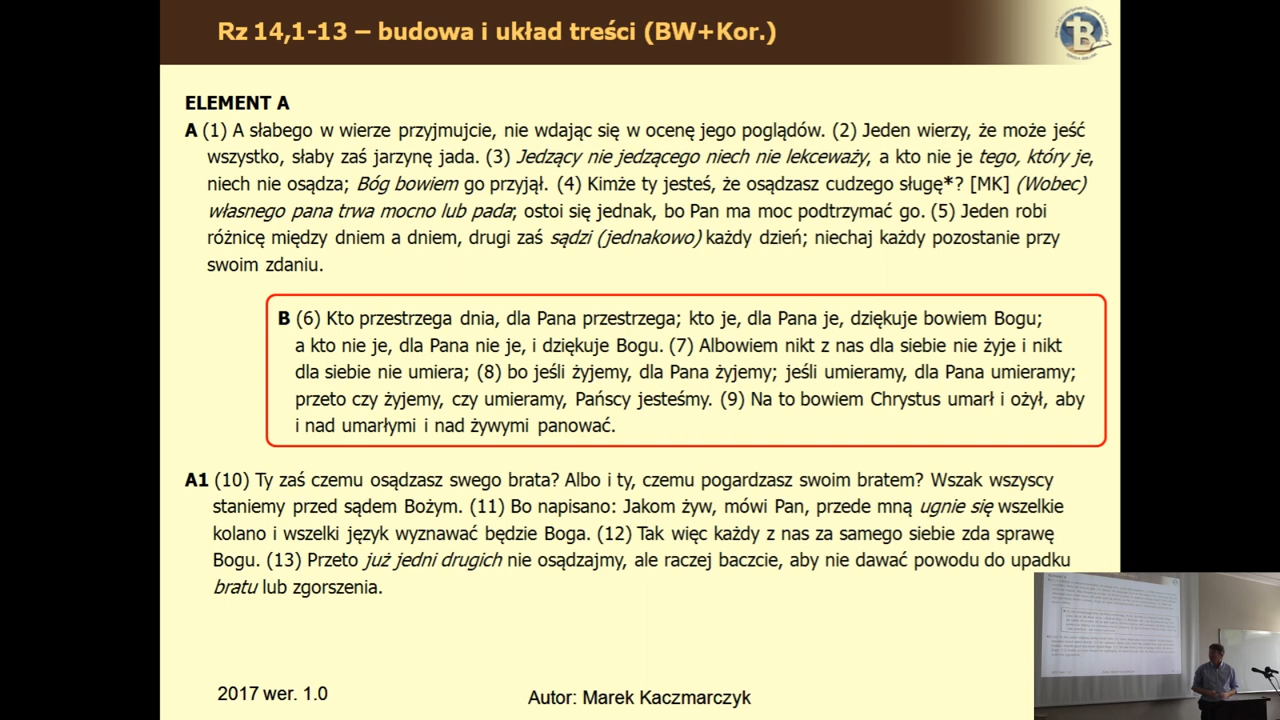 Rz 14,1-13 – budowa i układ treści (BW+Kor.)
B
ELEMENT A
A (1) A słabego w wierze przyjmujcie, nie wdając się w ocenę jego poglądów. (2) Jeden wierzy, że może jeść
wszystko, słaby zaś jarzynę jada. (3) Jedzący nie jedzącego niech nie lekceważy, a kto nie je tego, który je,
niech nie osądza; Bóg bowiem go przyjął. (4) Kimże ty jesteś, że osądzasz cudzego sługę*? [MK] (Wobec)
własnego pana trwa mocno lub pada; ostoi się jednak, bo Pan ma moc podtrzymać go. (5) Jeden robi
różnicę między dniem a dniem, drugi zaś sądzi (jednakowo) każdy dzień; niechaj każdy pozostanie przy
swoim zdaniu.
B (6) Kto przestrzega dnia, dla Pana przestrzega; kto je, dla Pana je, dziękuje bowiem Bogu;
a kto nie je, dla Pana nie je, i dziękuje Bogu. (7) Albowiem nikt z nas dla siebie nie żyje i nikt
dla siebie nie umiera; (8) bo jeśli żyjemy, dla Pana żyjemy; jeśli umieramy, dla Pana umieramy;
przeto czy żyjemy, czy umieramy, Pańscy jesteśmy. (9) Na to bowiem Chrystus umarł i ożył, aby
i nad umarłymi i nad żywymi panować.
A1 (10) Ty zaś czemu osądzasz swego brata? Albo i ty, czemu pogardzasz swoim bratem? Wszak wszyscy
staniemy przed sądem Bożym. (11) Bo napisano: Jakom żyw, mówi Pan, przede mną ugnie się wszelkie
kolano i wszelki język wyznawać będzie Boga. (12) Tak więc każdy z nas za samego siebie zda sprawę
Bogu. (13) Przeto już jedni drugich nie osądzajmy, ale raczej baczcie, aby nie dawać powodu do upadku
bratu lub zgorszenia.
2017 wer. 1.0
Autor: Marek Kaczmarczyk